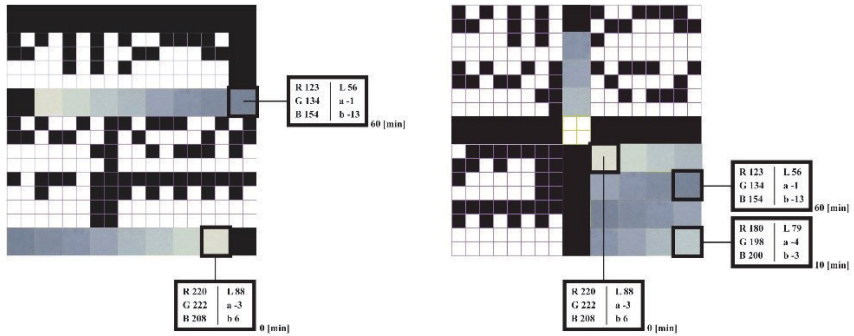 R 123 L 56
G 134 a -1
B 154 b -13
60 [min]
R 220 L 88
G 222 a -3
B 208 b 6
0 [min]
R 123 L 56
G 134 a -1
B 154 b -13
60 [min]
R 180 L 79
G 198 a -4
B 200 b -3
10 [min]
R 220 L 88
G 222 a -3
B 208 b 6
0 [min]